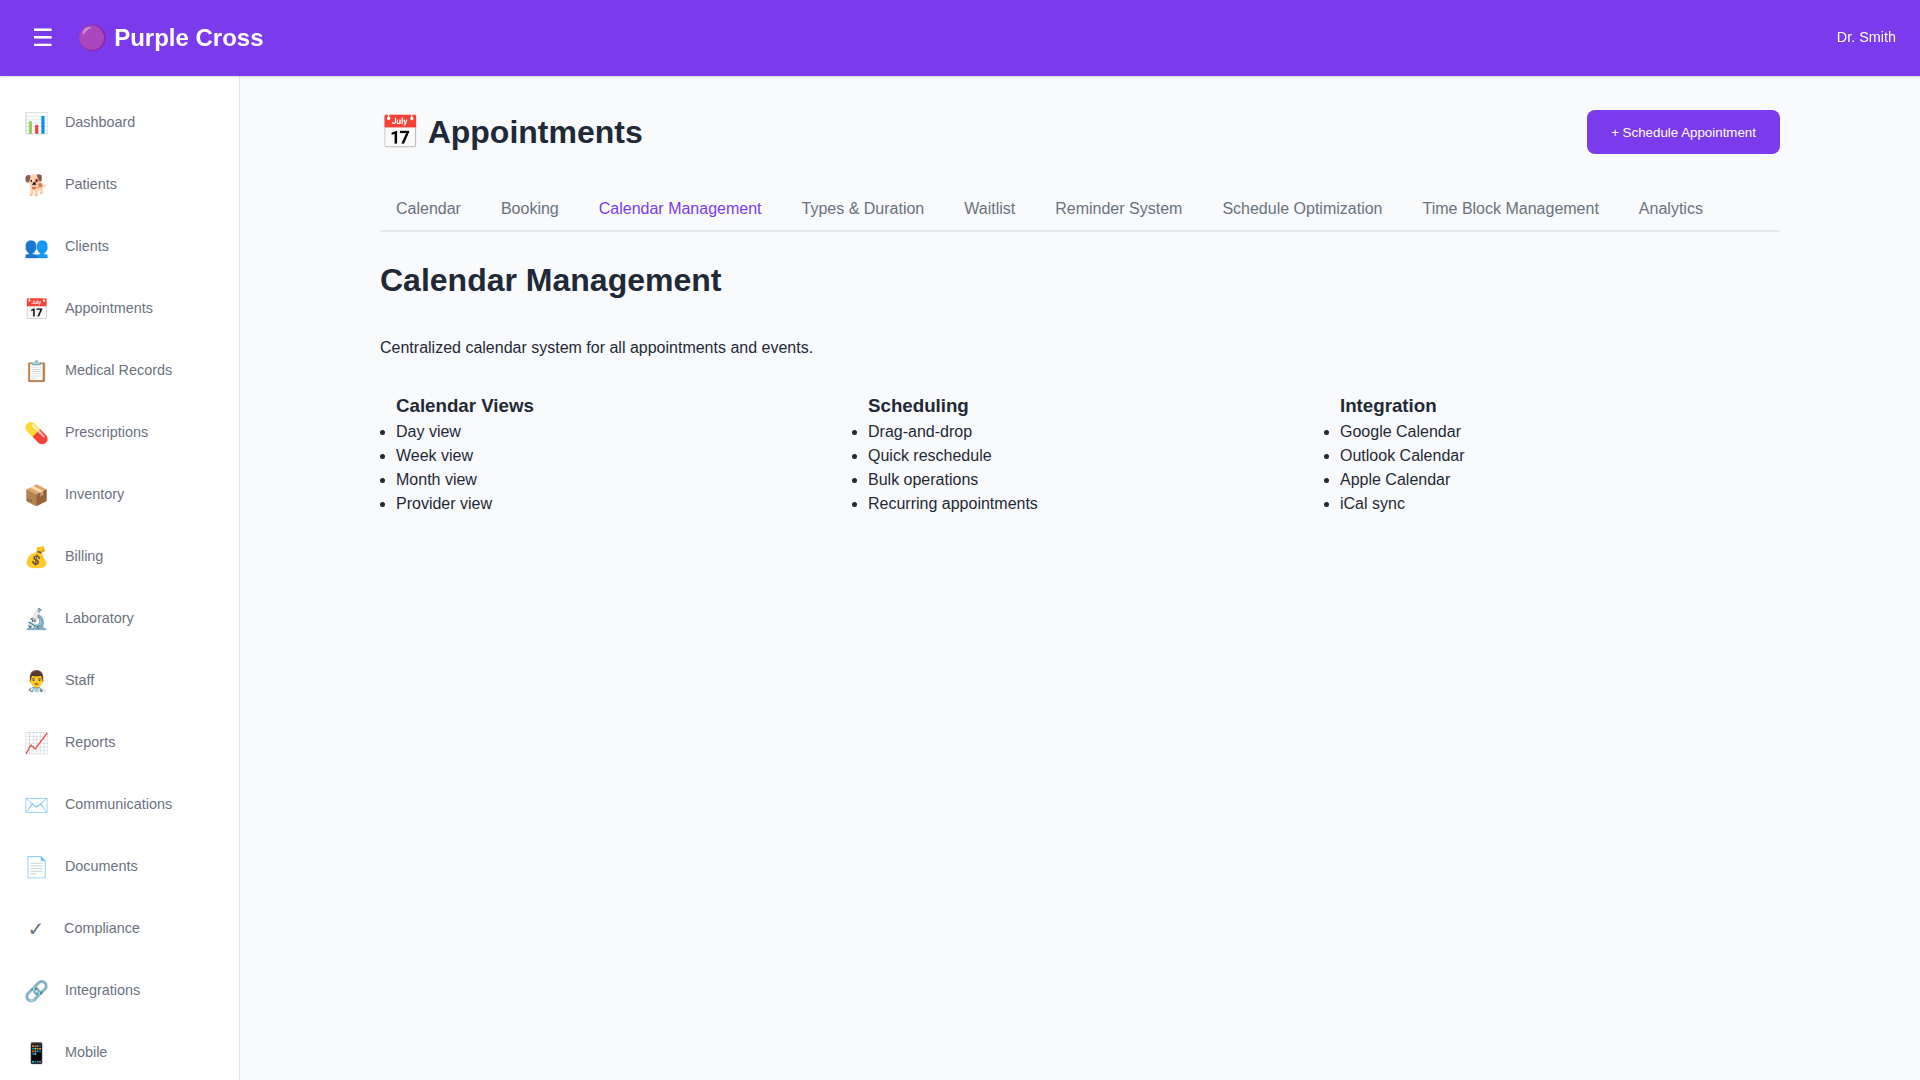 ☰ 🟣 Purple Cross
Dr. Smith
📊 Dashboard
🐕 Patients
👥 Clients
📅 Appointments
📋 Medical Records
💊 Prescriptions
📦 Inventory
💰 Billing
🔬 Laboratory
👨‍⚕️ Staff
📈 Reports
✉️ Communications
📄 Documents
✓ Compliance
🔗 Integrations
📱 Mobile
📅 Appointments
+ Schedule Appointment
Calendar Booking Calendar Management Types & Duration Waitlist Reminder System Schedule Optimization Time Block Management Analytics
Calendar Management
Centralized calendar system for all appointments and events.
Calendar Views
• Day view
• Week view
• Month view
• Provider view
Scheduling
• Drag-and-drop
• Quick reschedule
• Bulk operations
• Recurring appointments
Integration
• Google Calendar
• Outlook Calendar
• Apple Calendar
• iCal sync